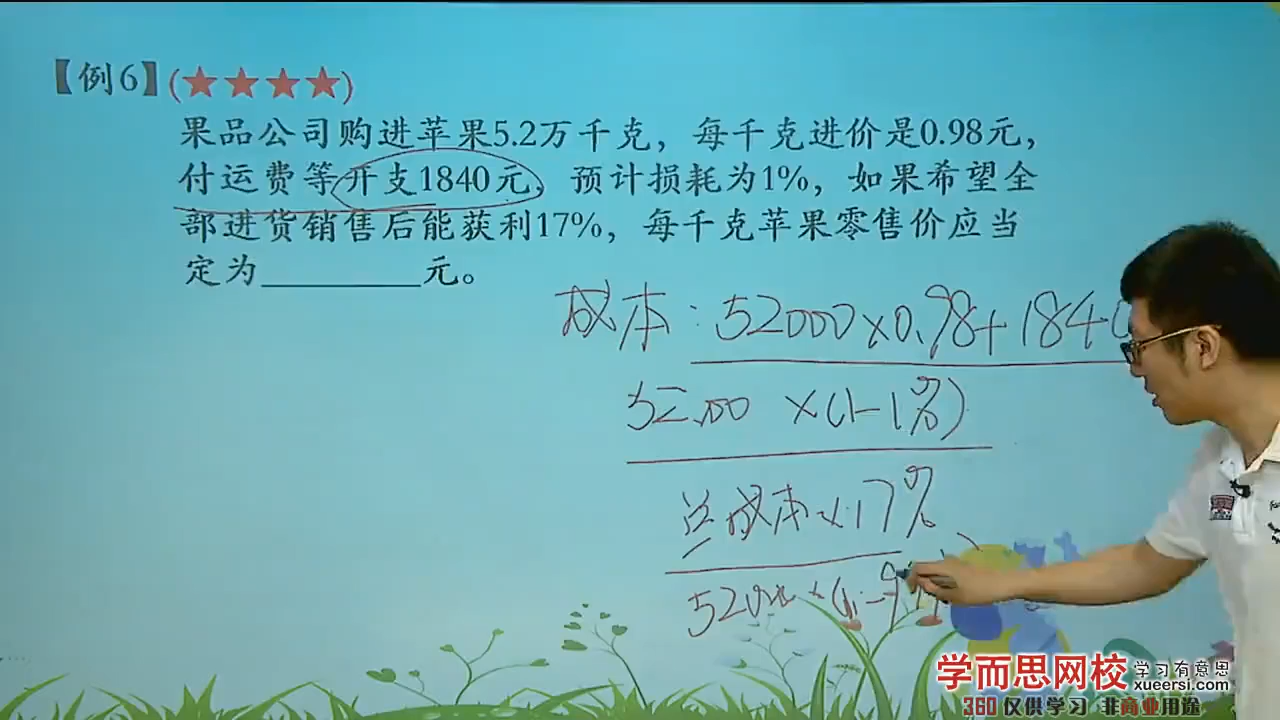 【例6】(★★★★)
果品公司购进苹果5.2万千克，每千克进价是0.98元，
付运费等开支1840元，预计损耗为1%，如果希望全
部进货销售后能获利17%，每千克苹果零售价应当
定为________元。
成本：52000×0.98+1840
52000 ×(1-1%)
总成本×17%
学而思网校 学习有意思
xueersi.com
360 仅供学习 非商业用途